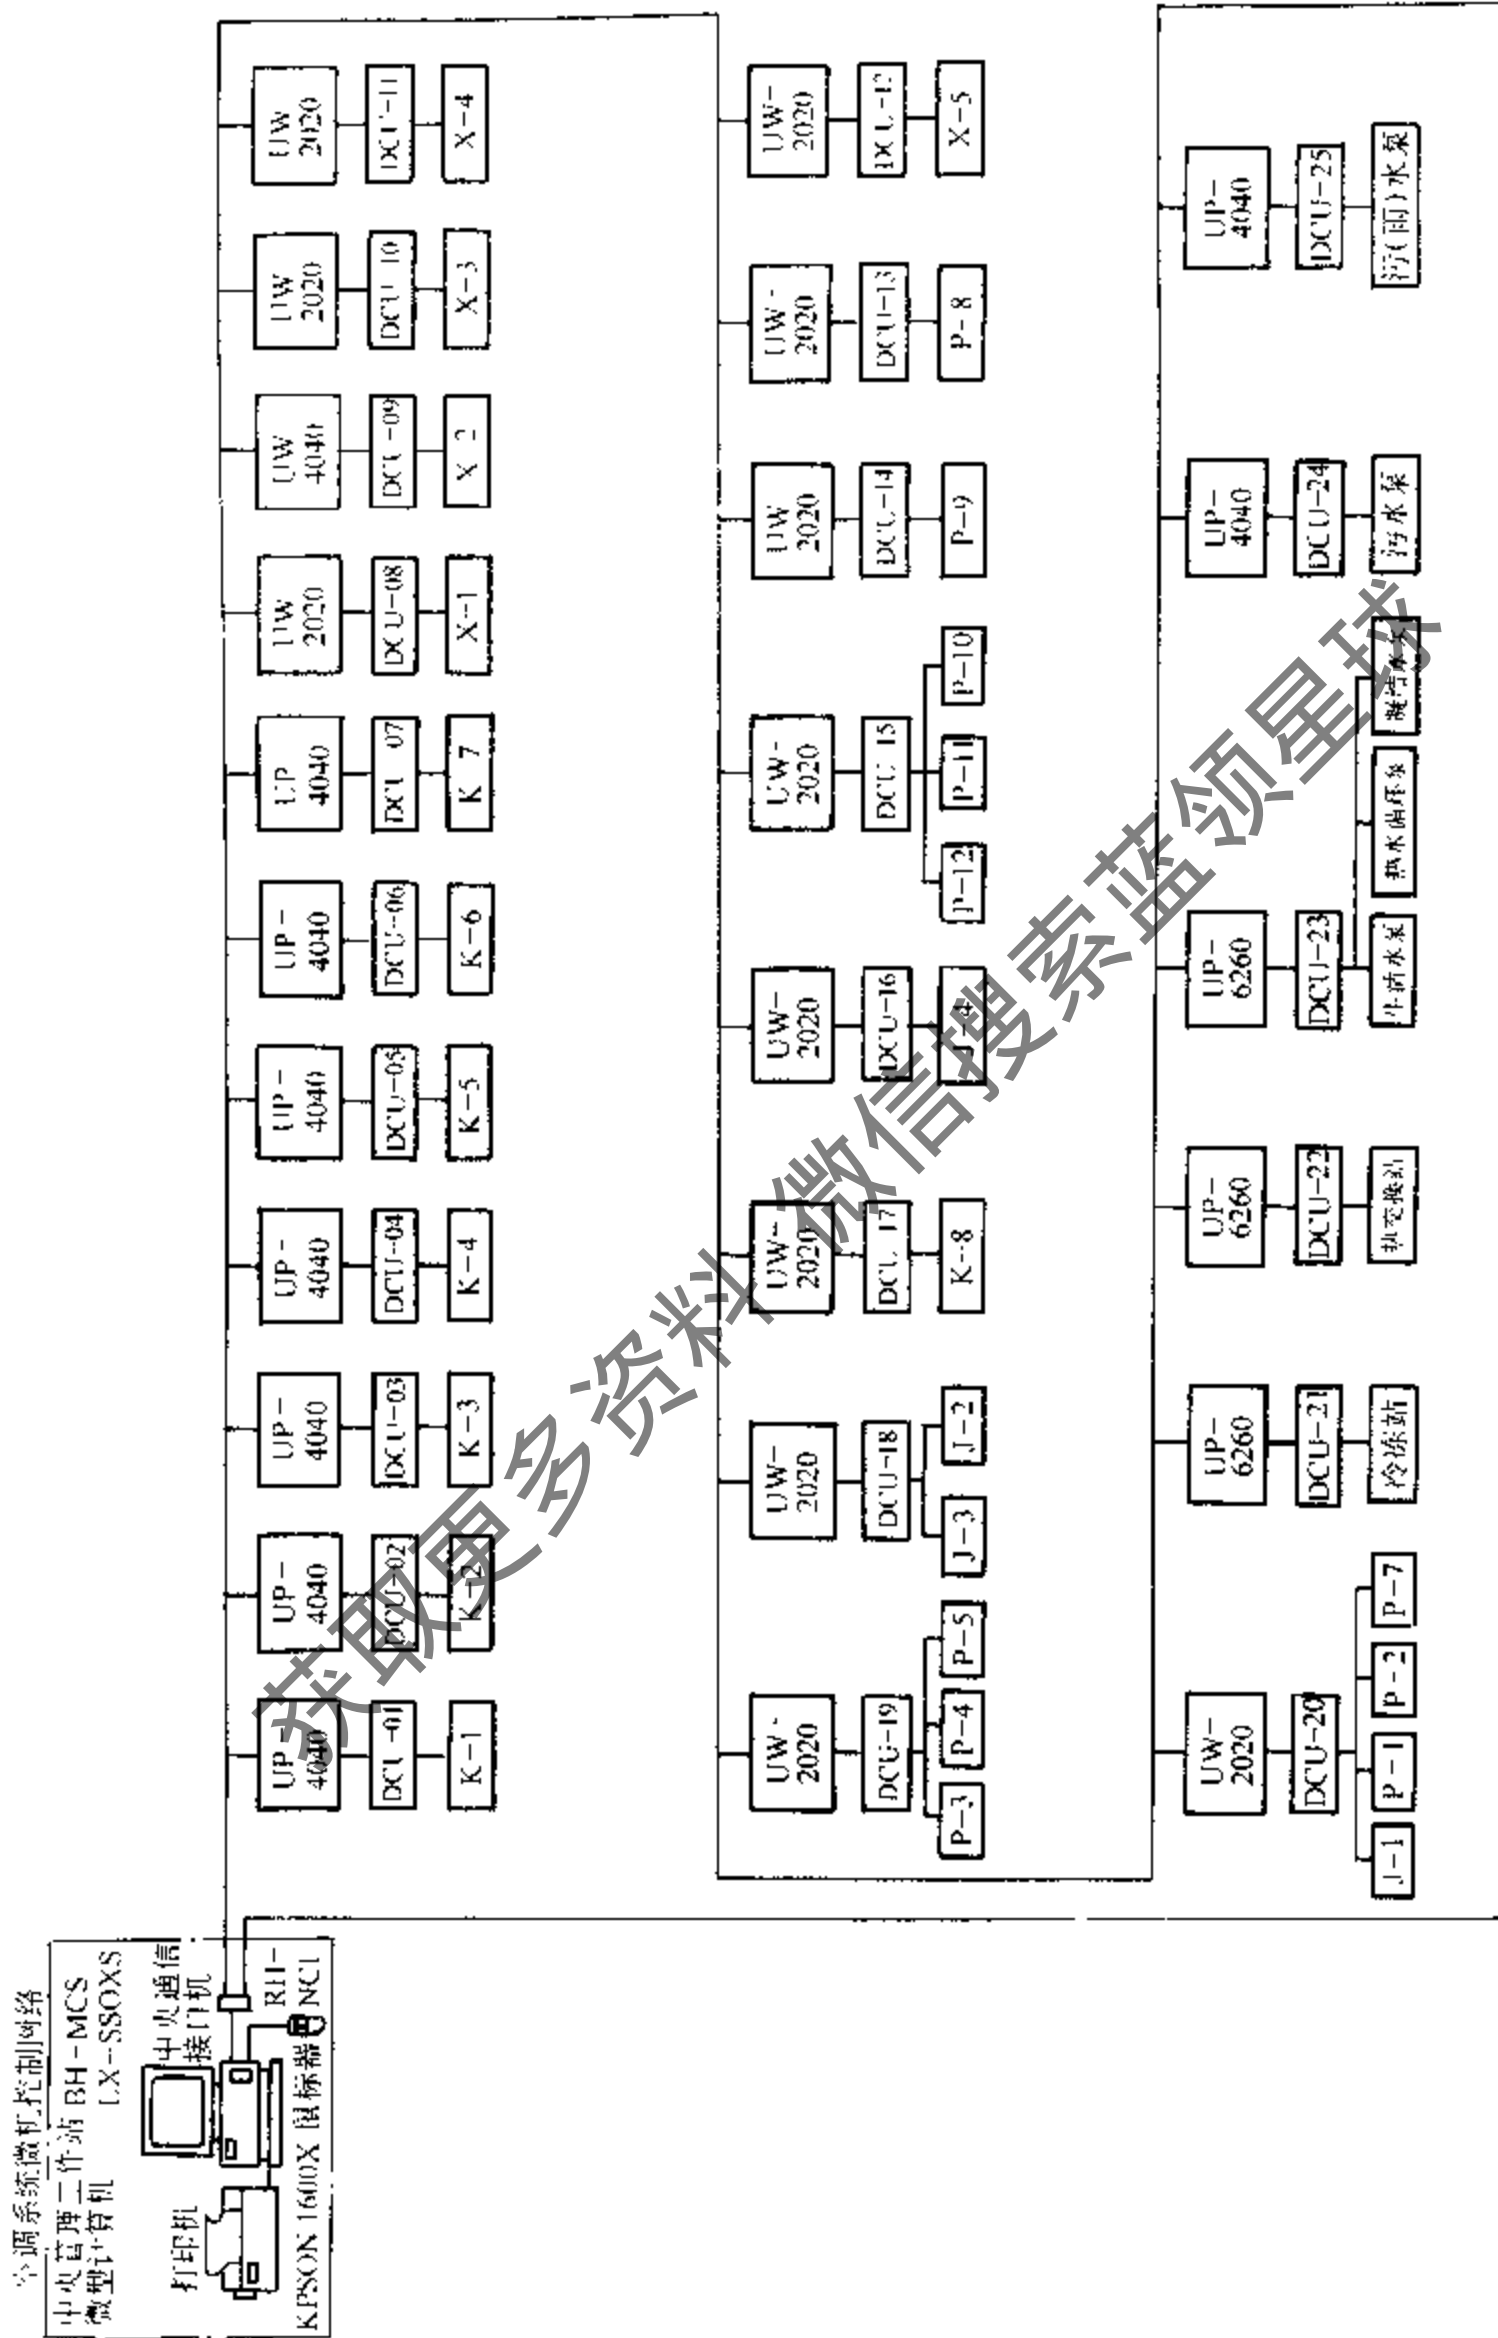 空调系统微机控制网络
中央管理工作站 BH-MCS
微型计算机 LX-SSOXS
中央通信
接口机
打印机
RH-
NC1
KPSON 1600X 鼠标器
UP-
4040
DCU-01
K-1
UP-
4040
DCU-02
K-2
UP-
4040
DCU-03
K-3
UP-
4040
DCU-04
K-4
UP-
4040
DCU-05
K-5
UP-
4040
DCU-06
K-6
UP
4040
DCU 07
K 7
UW
2020
DCU-08
X-1
UW
4040
DCU-09
X-2
UW
2020
DCU 10
X-3
UW
2020
DCU-11
X-4
UW-
2020
DCU-19
P-3
P-4
P-5
UW-
2020
DCU-18
J-3
J-2
UW-
2020
DCU 17
K-8
UW-
2020
DCU-16
J-4
UW-
2020
DCU 15
P-12
P-11
P-10
UW
2020
DCU-14
P-9
UW-
2020
DCU-13
P-8
UW-
2020
DCU-12
X-5
UW-
2020
DCU-20
J-1
P-1
P-2
P-7
UP-
6260
DCU-21
冷冻站
UP-
6260
DCU-22
热交换站
UP-
6260
DCU-23
生活水泵
热水循环泵
凝结水泵
UP-
4040
DCU-24
污水泵
UP-
4040
DCU-25
污(雨)水泵
获取更多资料 微信搜索蓝领星球